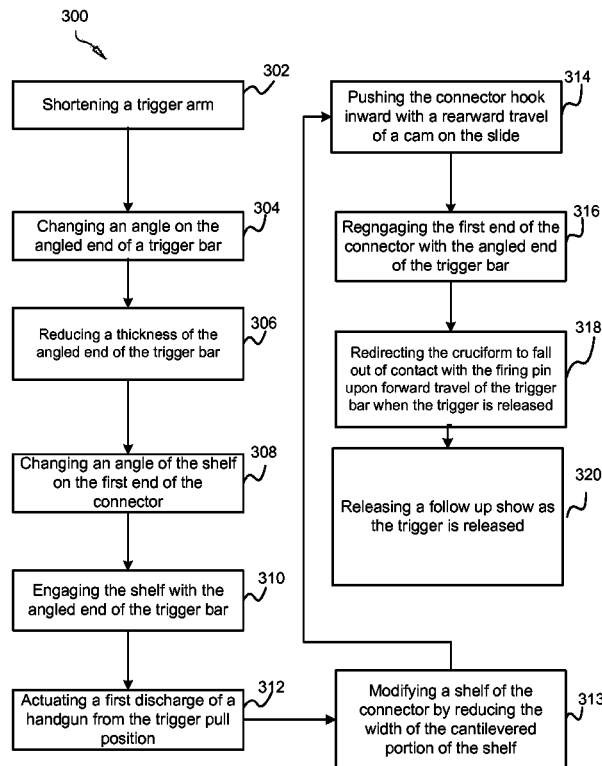 300
302
Shortening a trigger arm
304
Changing an angle on the
angled end of a trigger bar
306
Reducing a thickness of the
angled end of the trigger bar
308
Changing an angle of the shelf
on the first end of the
connector
310
Engaging the shelf with the
angled end of the trigger bar
312
Actuating a first discharge of a
handgun from the trigger pull
position
313
Modifying a shelf of the
connector by reducing the
width of the cantilevered
portion of the shelf
314
Pushing the connector hook
inward with a rearward travel
of a cam on the slide
316
Regngaging the first end of the
connector with the angled end
of the trigger bar
318
Redirecting the cruciform to fall
out of contact with the firing pin
upon forward travel of the trigger
bar when the trigger is released
320
Releasing a follow up show as
the trigger is released